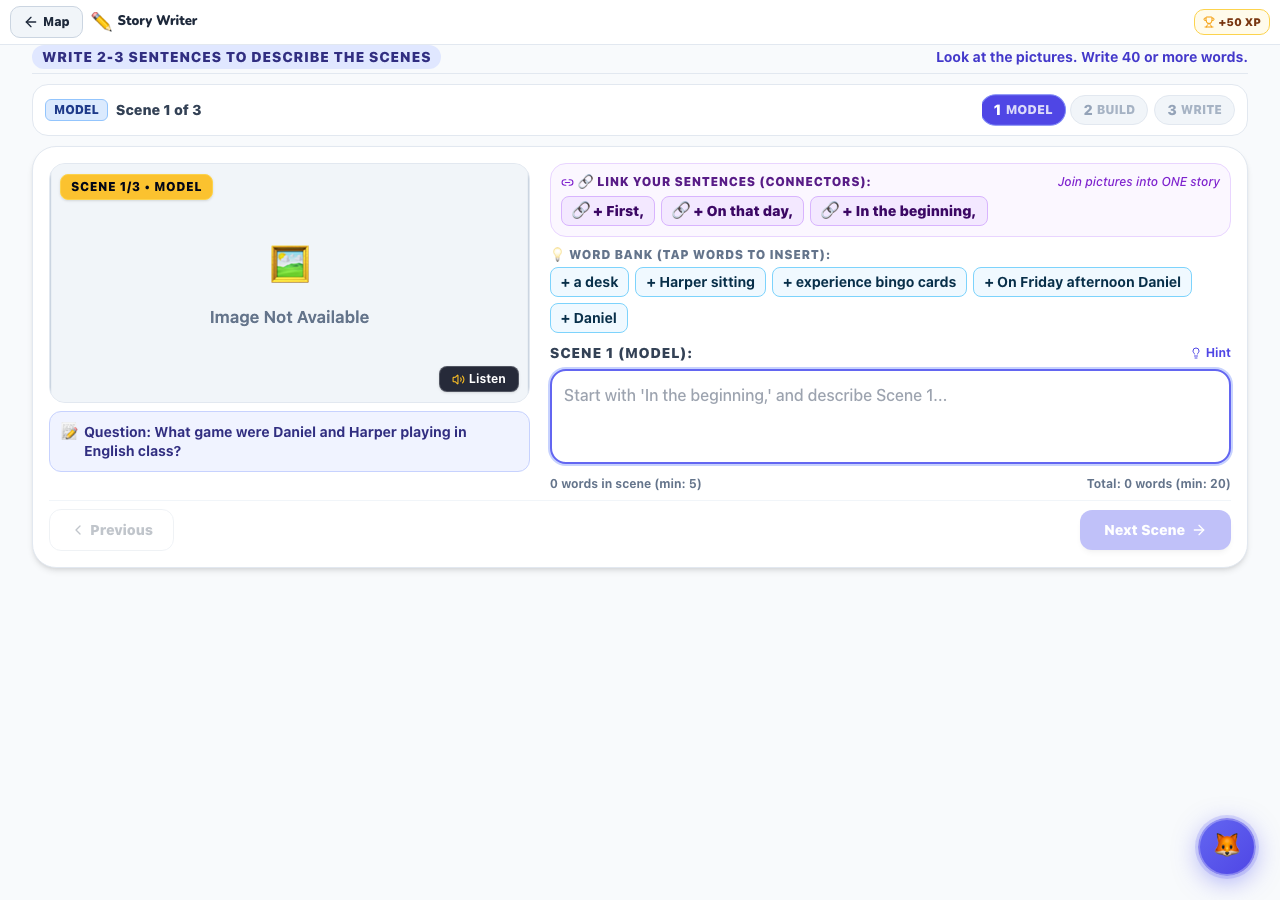 Map
Story Writer
+50 XP
WRITE 2-3 SENTENCES TO DESCRIBE THE SCENES
Look at the pictures. Write 40 or more words.
MODEL
Scene 1 of 3
1 MODEL
2 BUILD
3 WRITE
SCENE 1/3 • MODEL
Image Not Available
Listen
Question: What game were Daniel and Harper playing in
English class?
LINK YOUR SENTENCES (CONNECTORS):
Join pictures into ONE story
+ First,
+ On that day,
+ In the beginning,
WORD BANK (TAP WORDS TO INSERT):
+ a desk
+ Harper sitting
+ experience bingo cards
+ On Friday afternoon Daniel
+ Daniel
SCENE 1 (MODEL):
Hint
Start with 'In the beginning,' and describe Scene 1...
0 words in scene (min: 5)
Total: 0 words (min: 20)
Previous
Next Scene